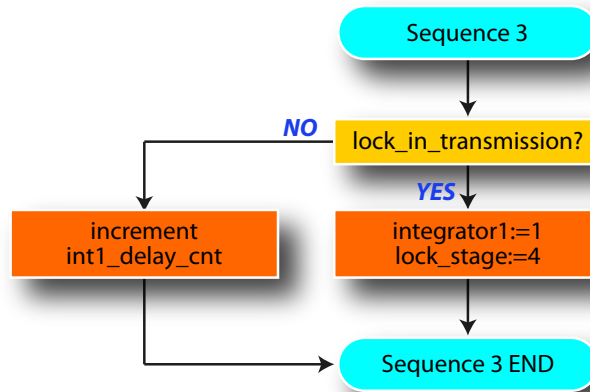 Sequence 3
NO
lock_in_transmission?
YES
increment
int1_delay_cnt
integrator1:=1
lock_stage:=4
Sequence 3 END